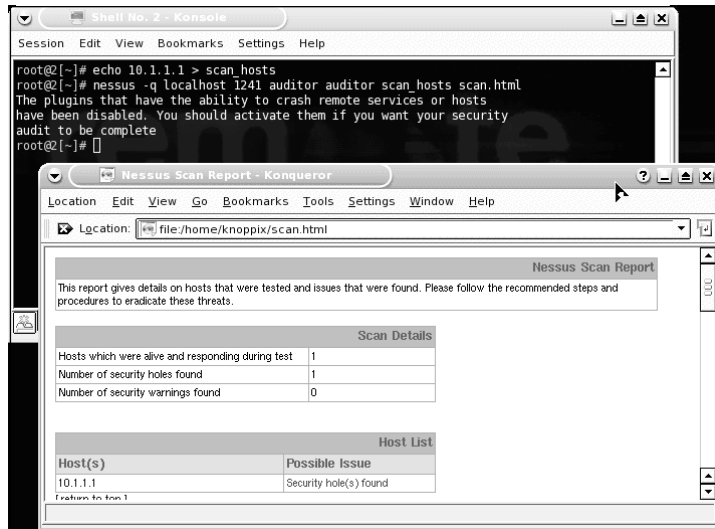 Shell No. 2 - Konsole
Session Edit View Bookmarks Settings Help
root@2[~]# echo 10.1.1.1 > scan_hosts
root@2[~]# nessus -q localhost 1241 auditor auditor scan_hosts scan.html
The plugins that have the ability to crash remote services or hosts
have been disabled. You should activate them if you want your security
audit to be complete
root@2[~]#
Nessus Scan Report - Konqueror
Location Edit View Go Bookmarks Tools Settings Window Help
Location: file:/home/knoppix/scan.html
Nessus Scan Report
This report gives details on hosts that were tested and issues that were found. Please follow the recommended steps and
procedures to eradicate these threats.
Scan Details
Hosts which were alive and responding during test 1
Number of security holes found 1
Number of security warnings found 0
Host List
Host(s) Possible Issue
10.1.1.1 Security hole(s) found
[ return to top ]